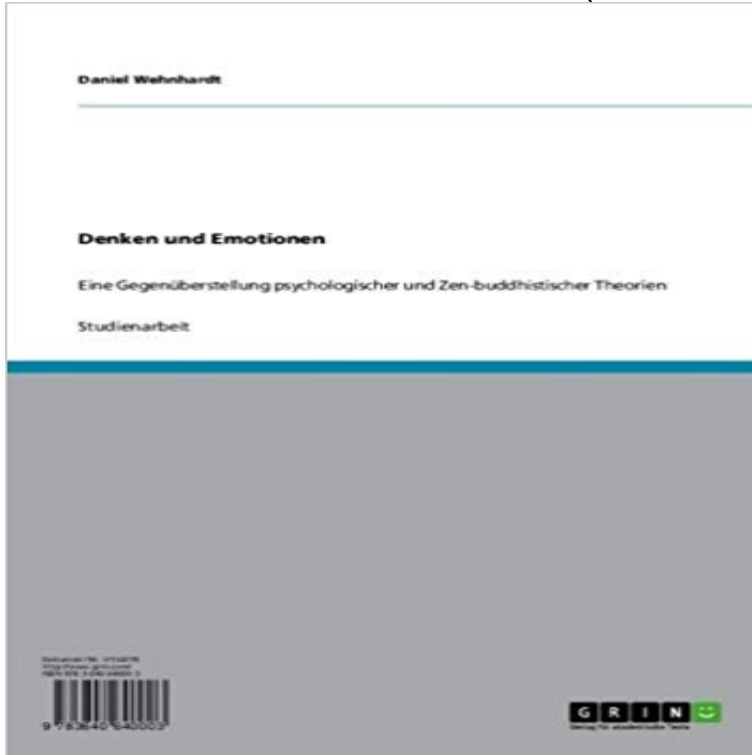 Daniel Wehnhardt
Denken und Emotionen
Eine Gegenüberstellung psychologischer und Zen-buddhistischer Theorien
Studienarbeit
GRIN